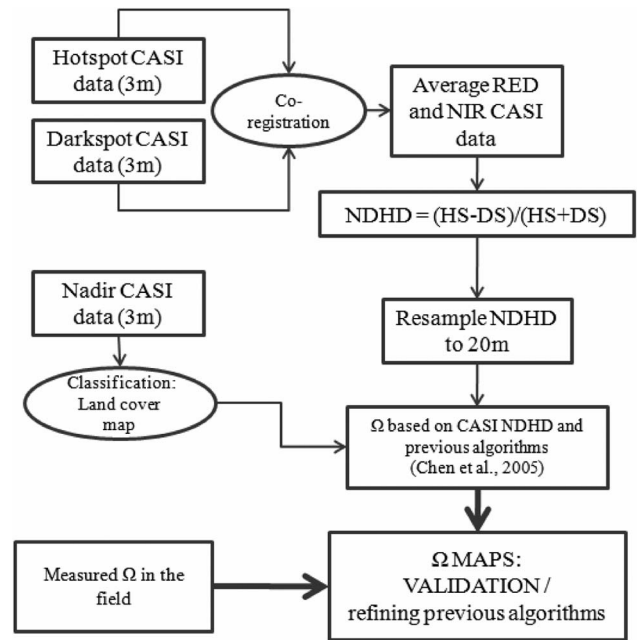 Hotspot CASI
data (3m)
Darkspot CASI
data (3m)
Co-
registration
Average RED
and NIR CASI
data
NDHD = (HS-DS)/(HS+DS)
Nadir CASI
data (3m)
Resample NDHD
to 20m
Classification:
Land cover
map
Ω based on CASI NDHD and
previous algorithms
(Chen et al., 2005)
Measured Ω in the
field
Ω MAPS:
VALIDATION /
refining previous algorithms